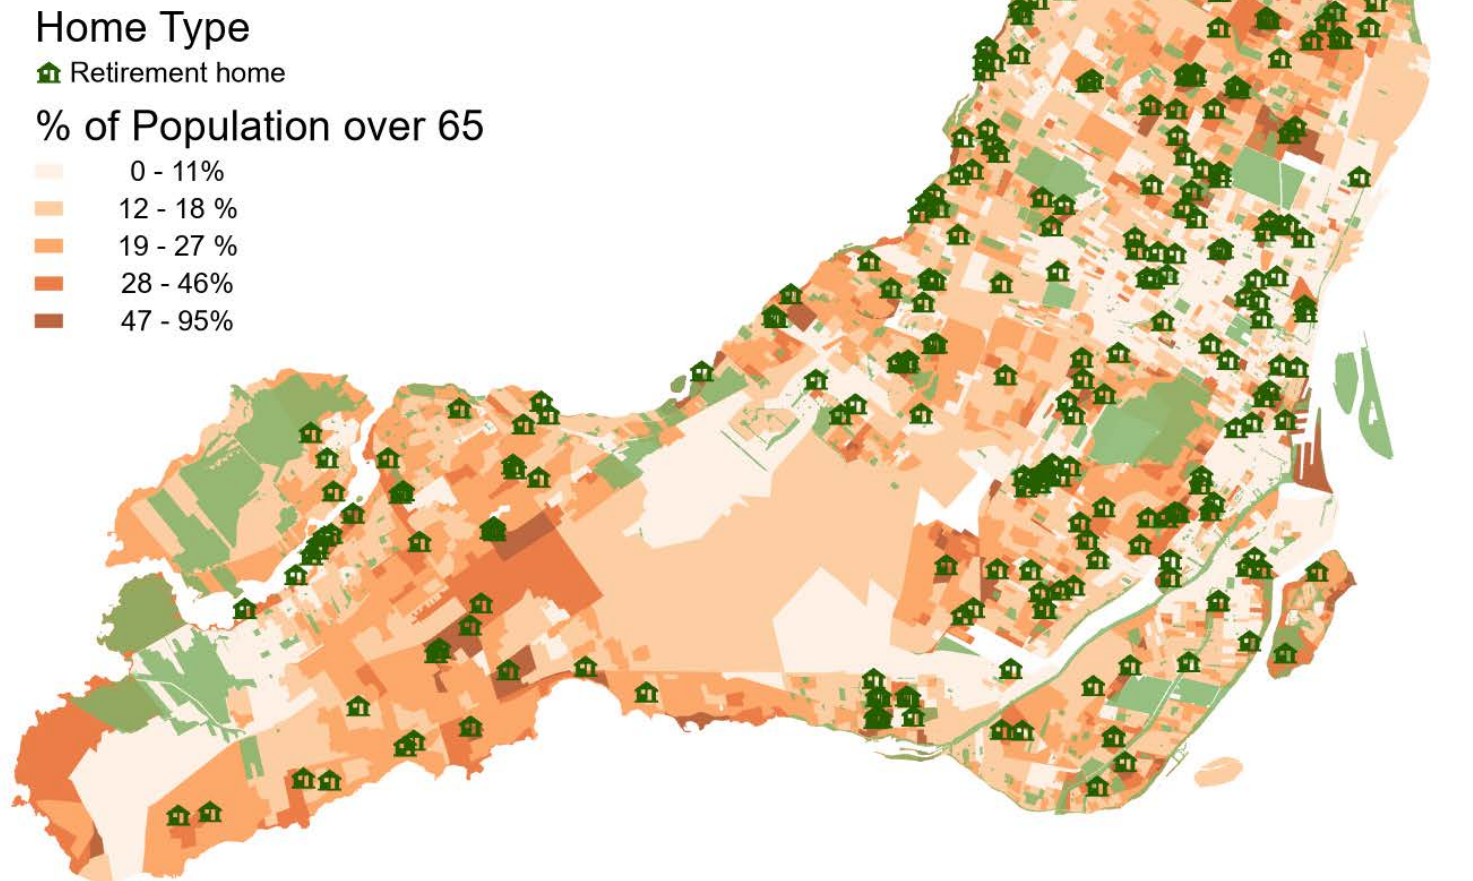 Home Type
Retirement home
% of Population over 65
0 - 11%
12 - 18 %
19 - 27 %
28 - 46%
47 - 95%